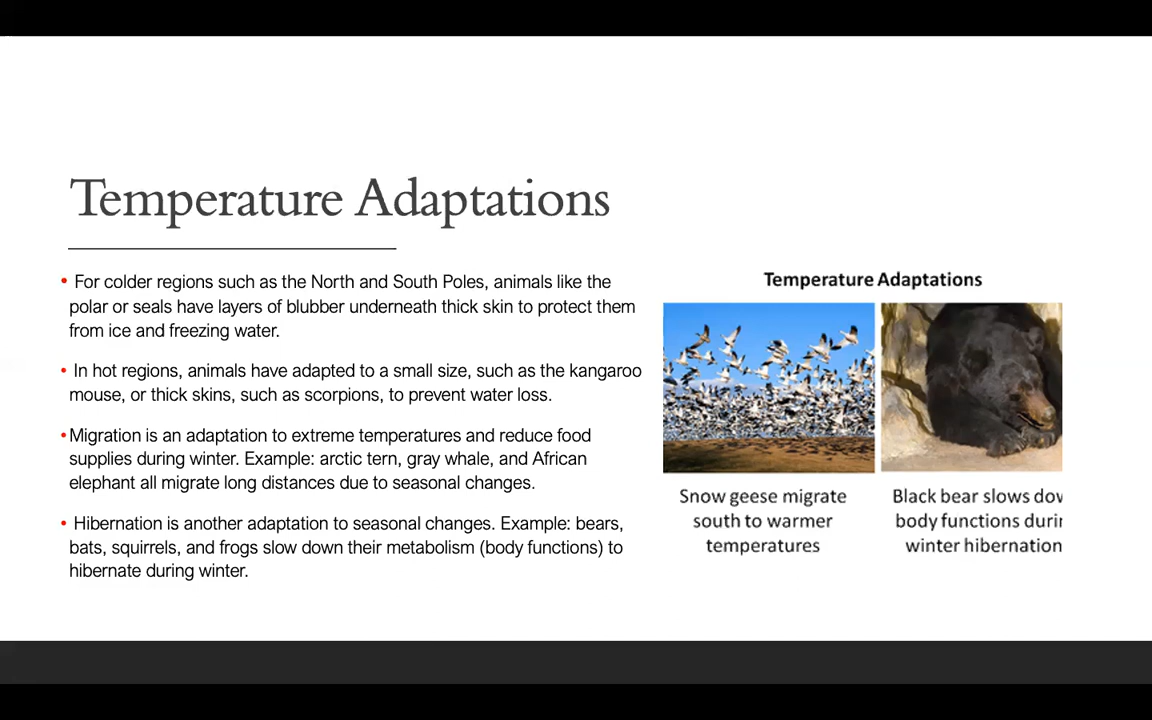 Temperature Adaptations
• For colder regions such as the North and South Poles, animals like the
polar or seals have layers of blubber underneath thick skin to protect them
from ice and freezing water.
• In hot regions, animals have adapted to a small size, such as the kangaroo
mouse, or thick skins, such as scorpions, to prevent water loss.
• Migration is an adaptation to extreme temperatures and reduce food
supplies during winter. Example: arctic tern, gray whale, and African
elephant all migrate long distances due to seasonal changes.
• Hibernation is another adaptation to seasonal changes. Example: bears,
bats, squirrels, and frogs slow down their metabolism (body functions) to
hibernate during winter.
Temperature Adaptations
Snow geese migrate
south to warmer
temperatures
Black bear slows
body functions
winter hibernation